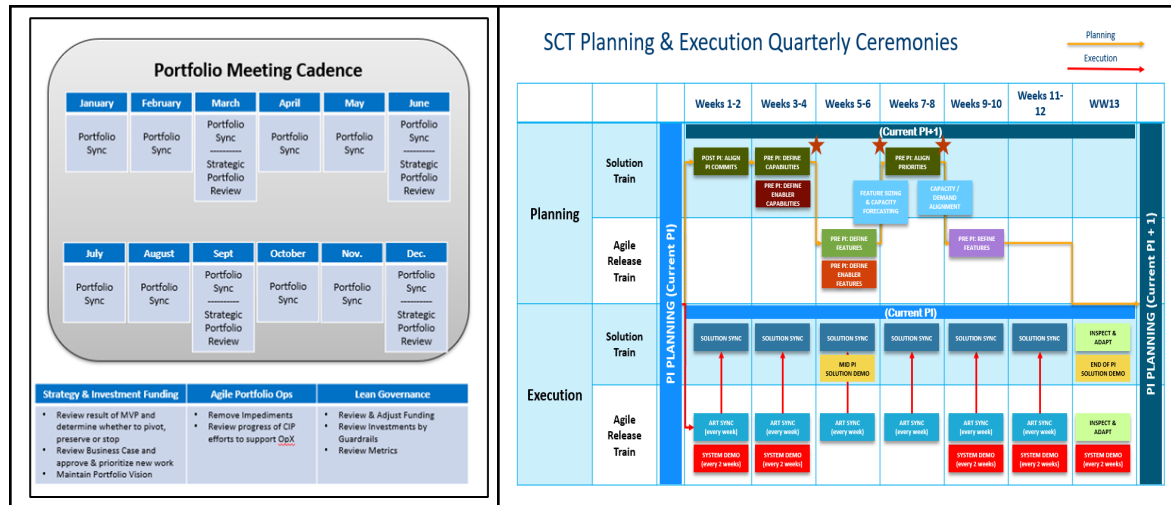 Portfolio Meeting Cadence
January
February
March
April
May
June
Portfolio
Sync
Portfolio
Sync
Portfolio
Sync
----------
Strategic
Portfolio
Review
Portfolio
Sync
Portfolio
Sync
Portfolio
Sync
----------
Strategic
Portfolio
Review
July
August
Sept
October
Nov.
Dec.
Portfolio
Sync
Portfolio
Sync
Portfolio
Sync
----------
Strategic
Portfolio
Review
Portfolio
Sync
Portfolio
Sync
Portfolio
Sync
----------
Strategic
Portfolio
Review
Strategy & Investment Funding
• Review result of MVP and
determine whether to pivot,
preserve or stop
• Review Business Case and
approve & prioritize new work
• Maintain Portfolio Vision
Agile Portfolio Ops
• Remove Impediments
• Review progress of CIP
efforts to support OpX
Lean Governance
• Review & Adjust Funding
• Review Investments by
Guardrails
• Review Metrics
SCT Planning & Execution Quarterly Ceremonies
Planning
Execution
Weeks 1-2
Weeks 3-4
Weeks 5-6
Weeks 7-8
Weeks 9-10
Weeks 11-
12
WW13
Planning
Solution
Train
Agile
Release
Train
PI PLANNING (Current PI)
(Current PI+1)
POST PI: ALIGN
PI COMMITS
PRE PI: DEFINE
CAPABILITIES
PRE PI: DEFINE
ENABLER
CAPABILITIES
PRE PI: ALIGN
PRIORITIES
FEATURE SIZING
& CAPACITY
FORECASTING
CAPACITY /
DEMAND
ALIGNMENT
PRE PI: DEFINE
FEATURES
PRE PI: DEFINE
ENABLER
FEATURES
PRE PI: REFINE
FEATURES
PI PLANNING (Current PI + 1)
Execution
Solution
Train
Agile
Release
Train
(Current PI)
SOLUTION SYNC
SOLUTION SYNC
SOLUTION SYNC
SOLUTION SYNC
SOLUTION SYNC
SOLUTION SYNC
INSPECT &
ADAPT
MID PI
SOLUTION DEMO
END OF PI
SOLUTION DEMO
ART SYNC
(every week)
ART SYNC
(every week)
ART SYNC
(every week)
ART SYNC
(every week)
ART SYNC
(every week)
ART SYNC
(every week)
INSPECT &
ADAPT
SYSTEM DEMO
(every 2 weeks)
SYSTEM DEMO
(every 2 weeks)
SYSTEM DEMO
(every 2 weeks)
SYSTEM DEMO
(every 2 weeks)
SYSTEM DEMO
(every 2 weeks)